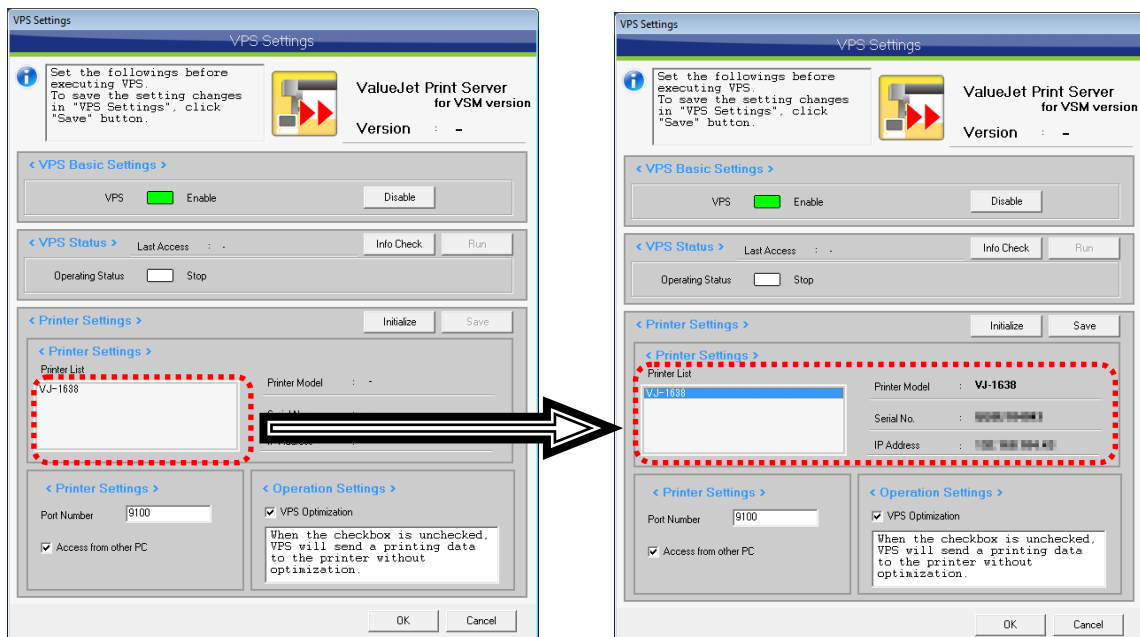 VPS Settings
VPS Settings
Set the followings before
executing VPS.
To save the setting changes
in "VPS Settings", click
"Save" button.
ValueJet Print Server
for VSM version
Version : -
< VPS Basic Settings >
VPS Enable Disable
< VPS Status > Last Access : - Info Check Run
Operating Status Stop
< Printer Settings > Initialize Save
< Printer Settings >
Printer List
VJ-1638
Printer Model : -
< Printer Settings >
Port Number 9100
Access from other PC
< Operation Settings >
VPS Optimization
When the checkbox is unchecked,
VPS will send a printing data
to the printer without
optimization.
OK Cancel
VPS Settings
VPS Settings
Set the followings before
executing VPS.
To save the setting changes
in "VPS Settings", click
"Save" button.
ValueJet Print Server
for VSM version
Version : -
< VPS Basic Settings >
VPS Enable Disable
< VPS Status > Last Access : - Info Check Run
Operating Status Stop
< Printer Settings > Initialize Save
< Printer Settings >
Printer List
VJ-1638
Printer Model : VJ-1638
Serial No. :
IP Address :
< Printer Settings >
Port Number 9100
Access from other PC
< Operation Settings >
VPS Optimization
When the checkbox is unchecked,
VPS will send a printing data
to the printer without
optimization.
OK Cancel